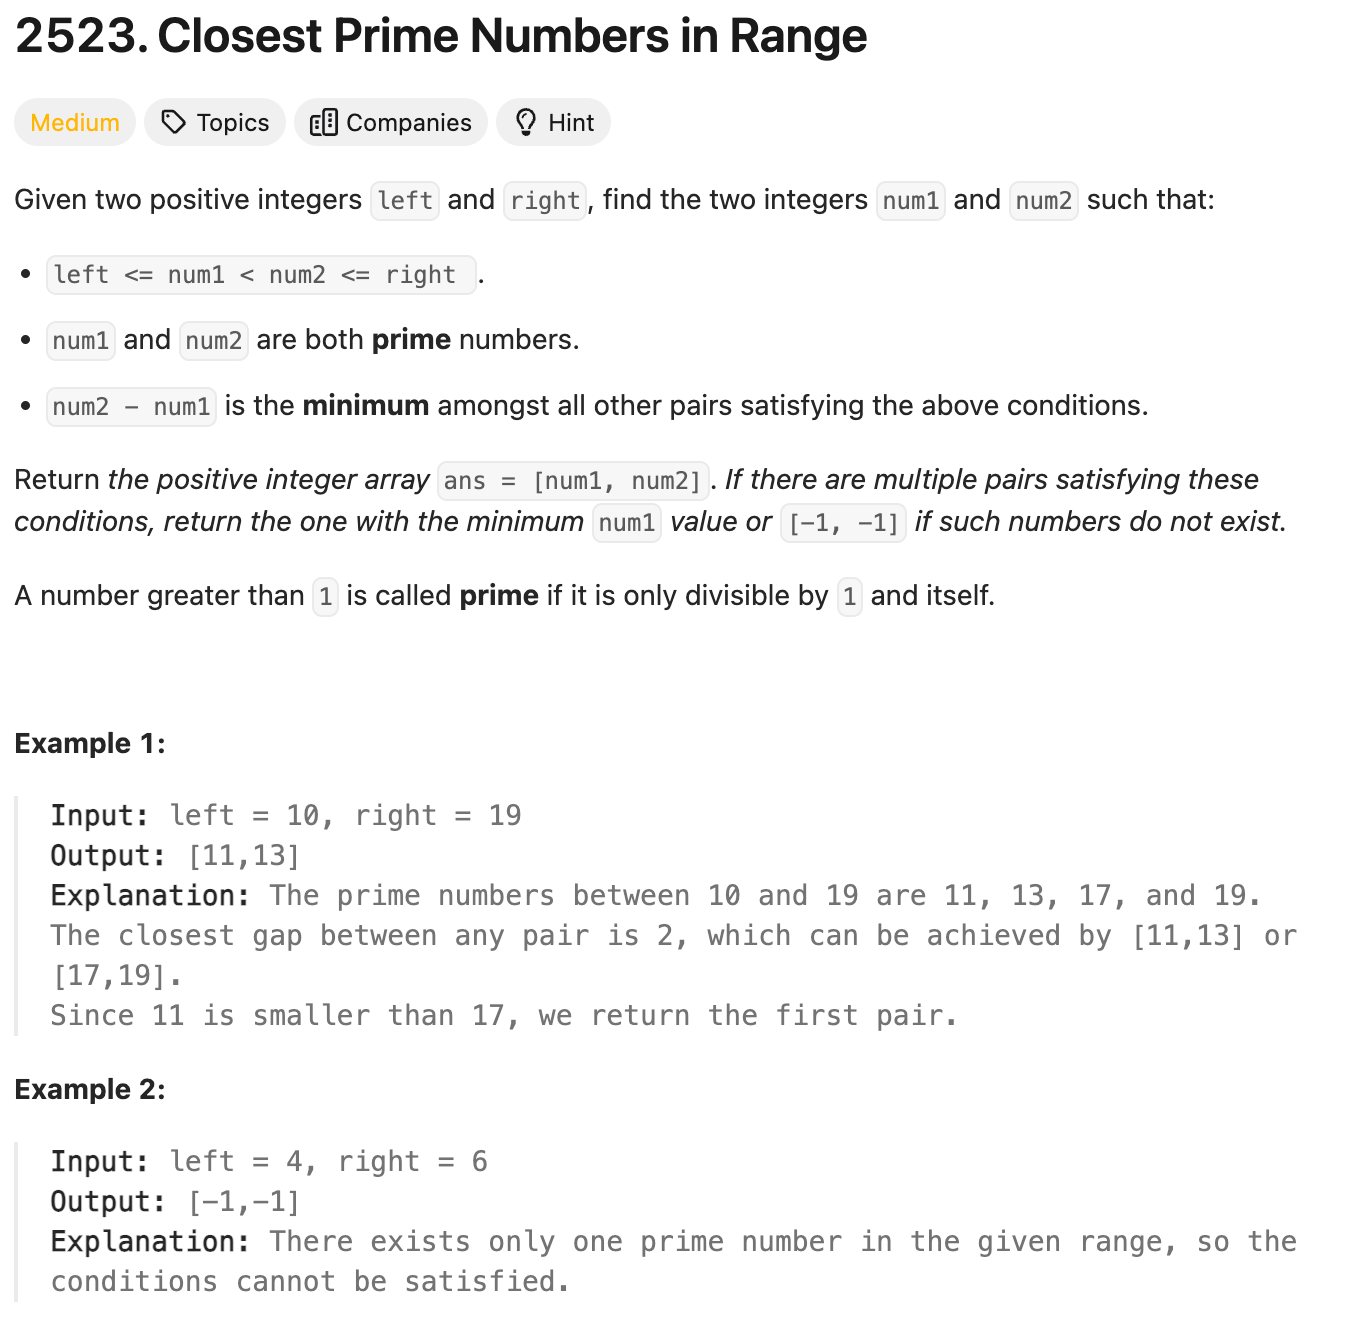 2523. Closest Prime Numbers in Range
Medium Topics Companies Hint
Given two positive integers left and right, find the two integers num1 and num2 such that:
• left <= num1 < num2 <= right .
• num1 and num2 are both prime numbers.
• num2 - num1 is the minimum amongst all other pairs satisfying the above conditions.
Return the positive integer array ans = [num1, num2]. If there are multiple pairs satisfying these
conditions, return the one with the minimum num1 value or [-1, -1] if such numbers do not exist.
A number greater than 1 is called prime if it is only divisible by 1 and itself.
Example 1:
Input: left = 10, right = 19
Output: [11,13]
Explanation: The prime numbers between 10 and 19 are 11, 13, 17, and 19.
The closest gap between any pair is 2, which can be achieved by [11,13] or
[17,19].
Since 11 is smaller than 17, we return the first pair.
Example 2:
Input: left = 4, right = 6
Output: [-1,-1]
Explanation: There exists only one prime number in the given range, so the
conditions cannot be satisfied.